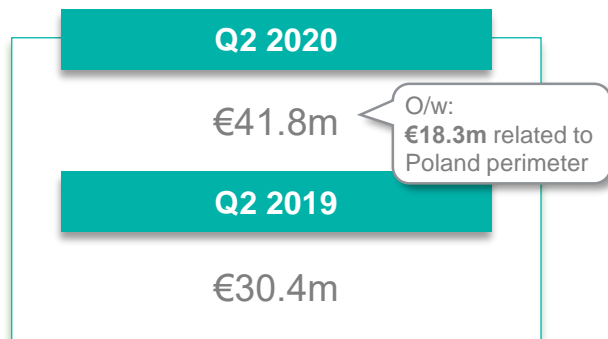 Q2 2020
€41.8m
O/w:
€18.3m related to
Poland perimeter
Q2 2019
€30.4m